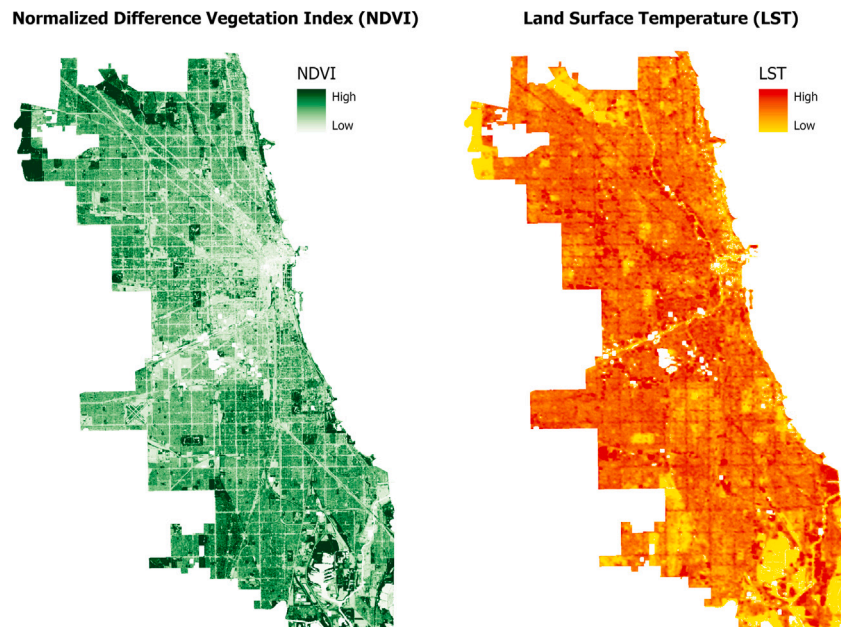 Normalized Difference Vegetation Index (NDVI)
NDVI
High
Low
Land Surface Temperature (LST)
LST
High
Low